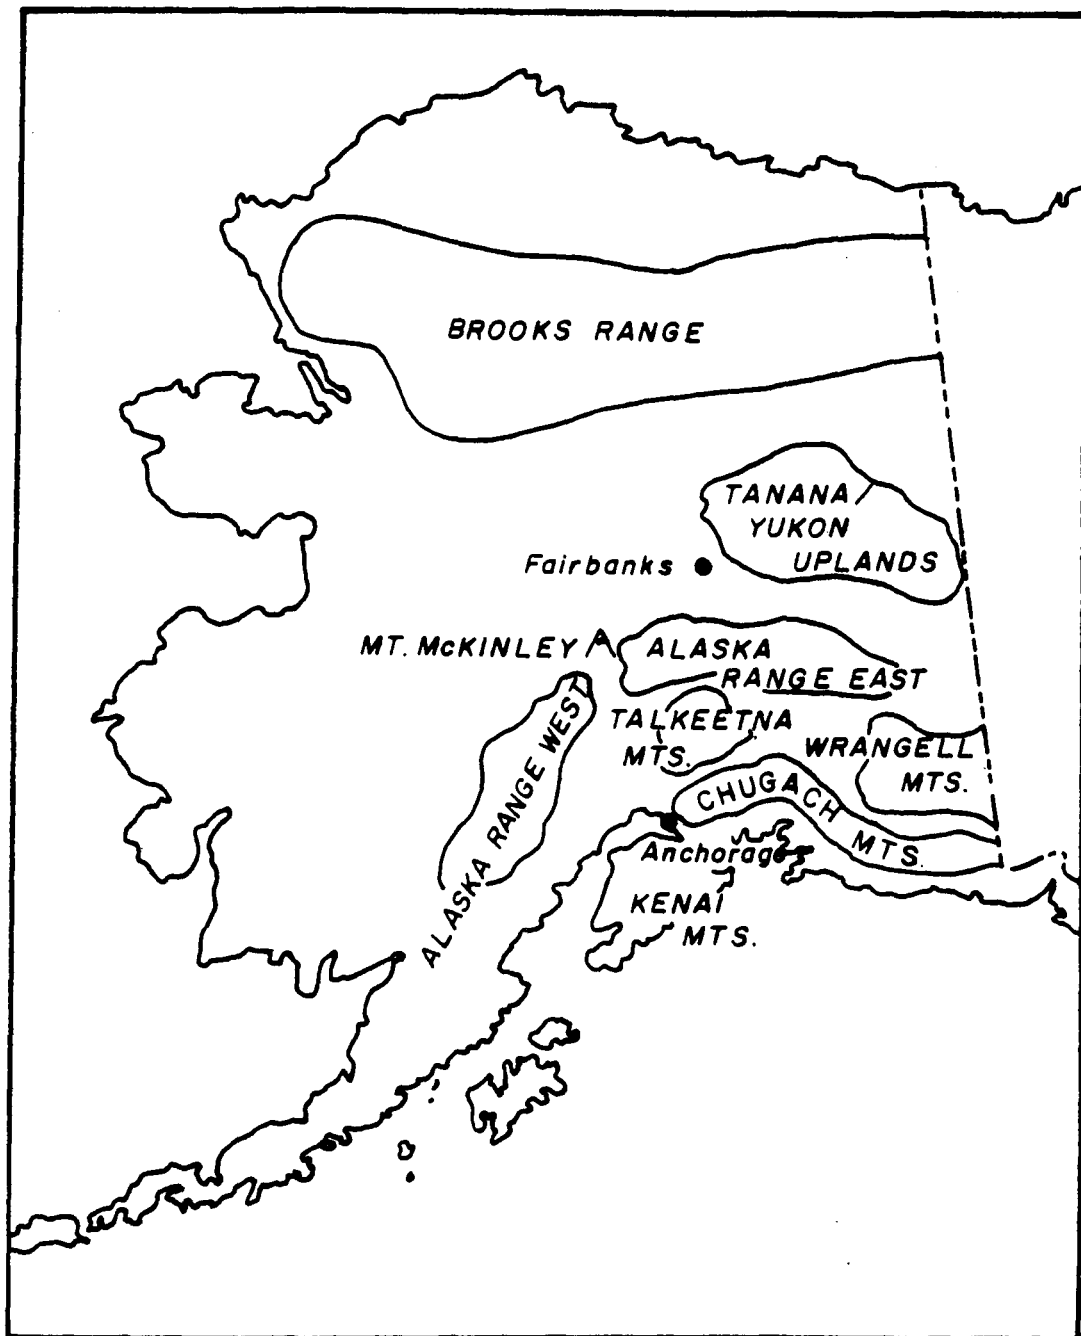 BROOKS RANGE
TANANA
YUKON
UPLANDS
Fairbanks
MT. McKINLEY
ALASKA
RANGE EAST
ALASKA RANGE WEST
TALKEETNA
MTS.
WRANGELL
MTS.
CHUGACH MTS.
Anchorage
KENAI
MTS.